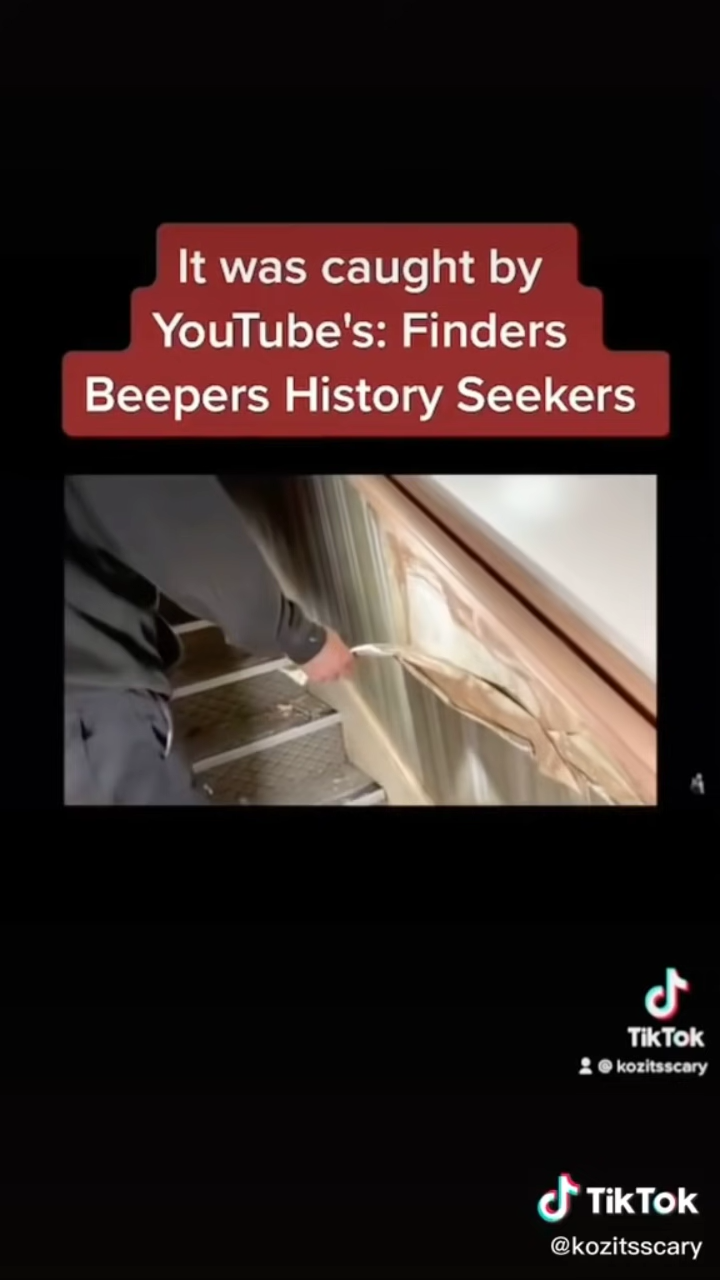 It was caught by
YouTube's: Finders
Beepers History Seekers
TikTok
@ kozitsscary
TikTok
@kozitsscary